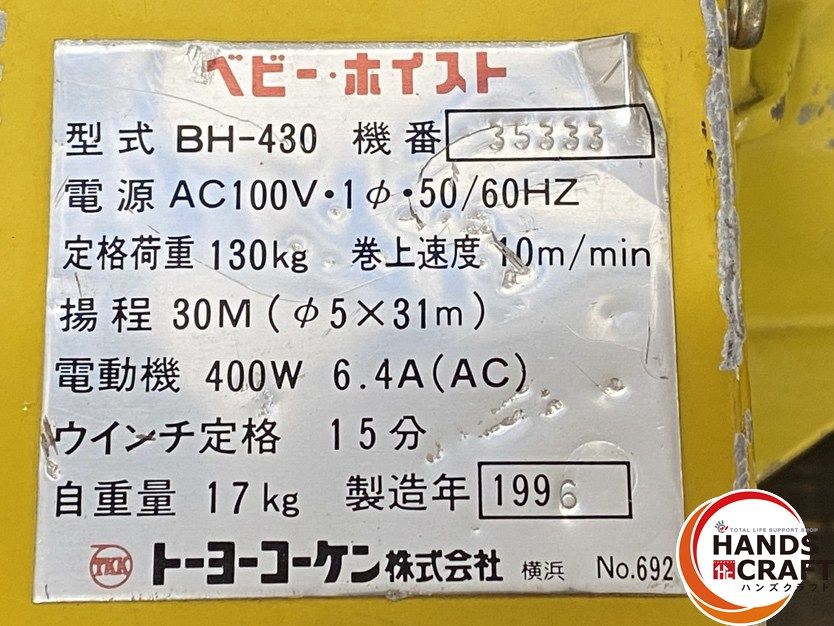 ベビー・ホイスト
型式 BH-430 機番 35333
電源 AC100V・1φ・50/60HZ
定格荷重 130kg 巻上速度 10m/min
揚程 30M(φ5×31m)
電動機 400W 6.4A(AC)
ウインチ定格 15分
自重量 17kg 製造年 1996
TKK トーヨーコーケン株式会社 横浜 No.692
TOTAL LIFE SUPPORT SHOP
HANDS
CRAFT
ハンズクラフト